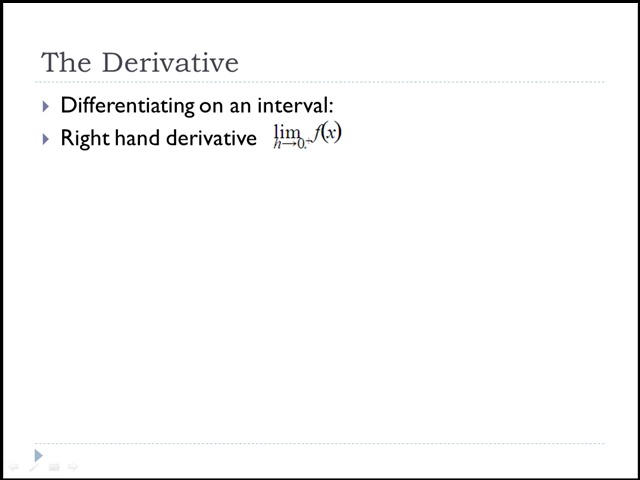 The Derivative
Differentiating on an interval:
Right hand derivative lim h→0⁺ f(x)